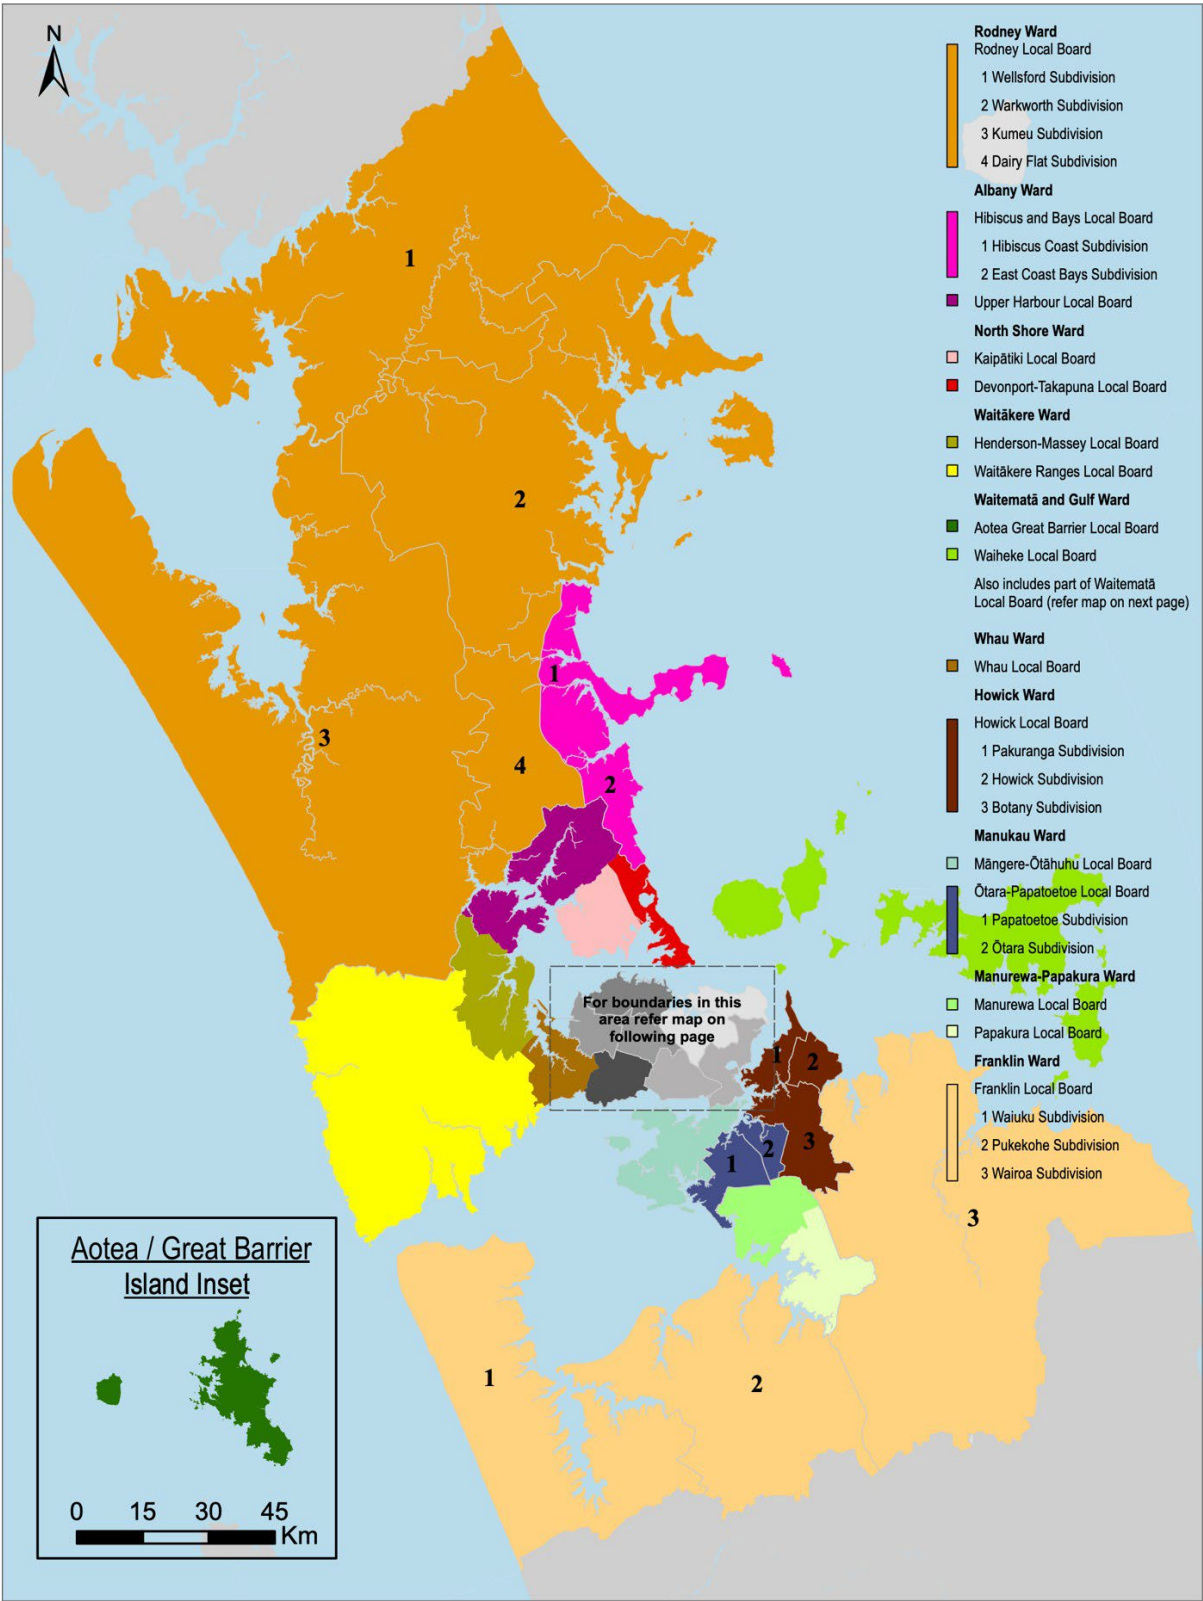 N
Rodney Ward
Rodney Local Board
1 Wellsford Subdivision
2 Warkworth Subdivision
3 Kumeu Subdivision
4 Dairy Flat Subdivision
Albany Ward
Hibiscus and Bays Local Board
1 Hibiscus Coast Subdivision
2 East Coast Bays Subdivision
Upper Harbour Local Board
North Shore Ward
Kaipātiki Local Board
Devonport-Takapuna Local Board
Waitākere Ward
Henderson-Massey Local Board
Waitākere Ranges Local Board
Waitematā and Gulf Ward
Aotea Great Barrier Local Board
Waiheke Local Board
Also includes part of Waitematā
Local Board (refer map on next page)
Whau Ward
Whau Local Board
Howick Ward
Howick Local Board
1 Pakuranga Subdivision
2 Howick Subdivision
3 Botany Subdivision
Manukau Ward
Māngere-Ōtāhuhu Local Board
Ōtara-Papatoetoe Local Board
1 Papatoetoe Subdivision
2 Ōtara Subdivision
Manurewa-Papakura Ward
Manurewa Local Board
Papakura Local Board
Franklin Ward
Franklin Local Board
1 Waiuku Subdivision
2 Pukekohe Subdivision
3 Wairoa Subdivision
1
2
1
3
4
2
For boundaries in this
area refer map on
following page
1
2
3
1
2
3
1
2
Aotea / Great Barrier
Island Inset
0 15 30 45
Km